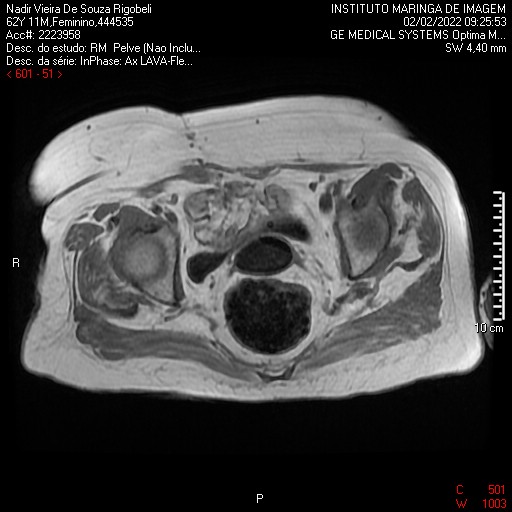 Nadir Vieira De Souza Rigobeli
62Y 11M,Feminino,444535
Acc#: 2223958
Desc. do estudo: RM Pelve (Nao Inclu...
Desc. da série: InPhase: Ax LAVA-Fle...
< 601 - 51 >
INSTITUTO MARINGA DE IMAGEM
02/02/2022 09:25:53
GE MEDICAL SYSTEMS Optima M...
SW 4,40 mm
R
10 cm
P
C 501
W 1003